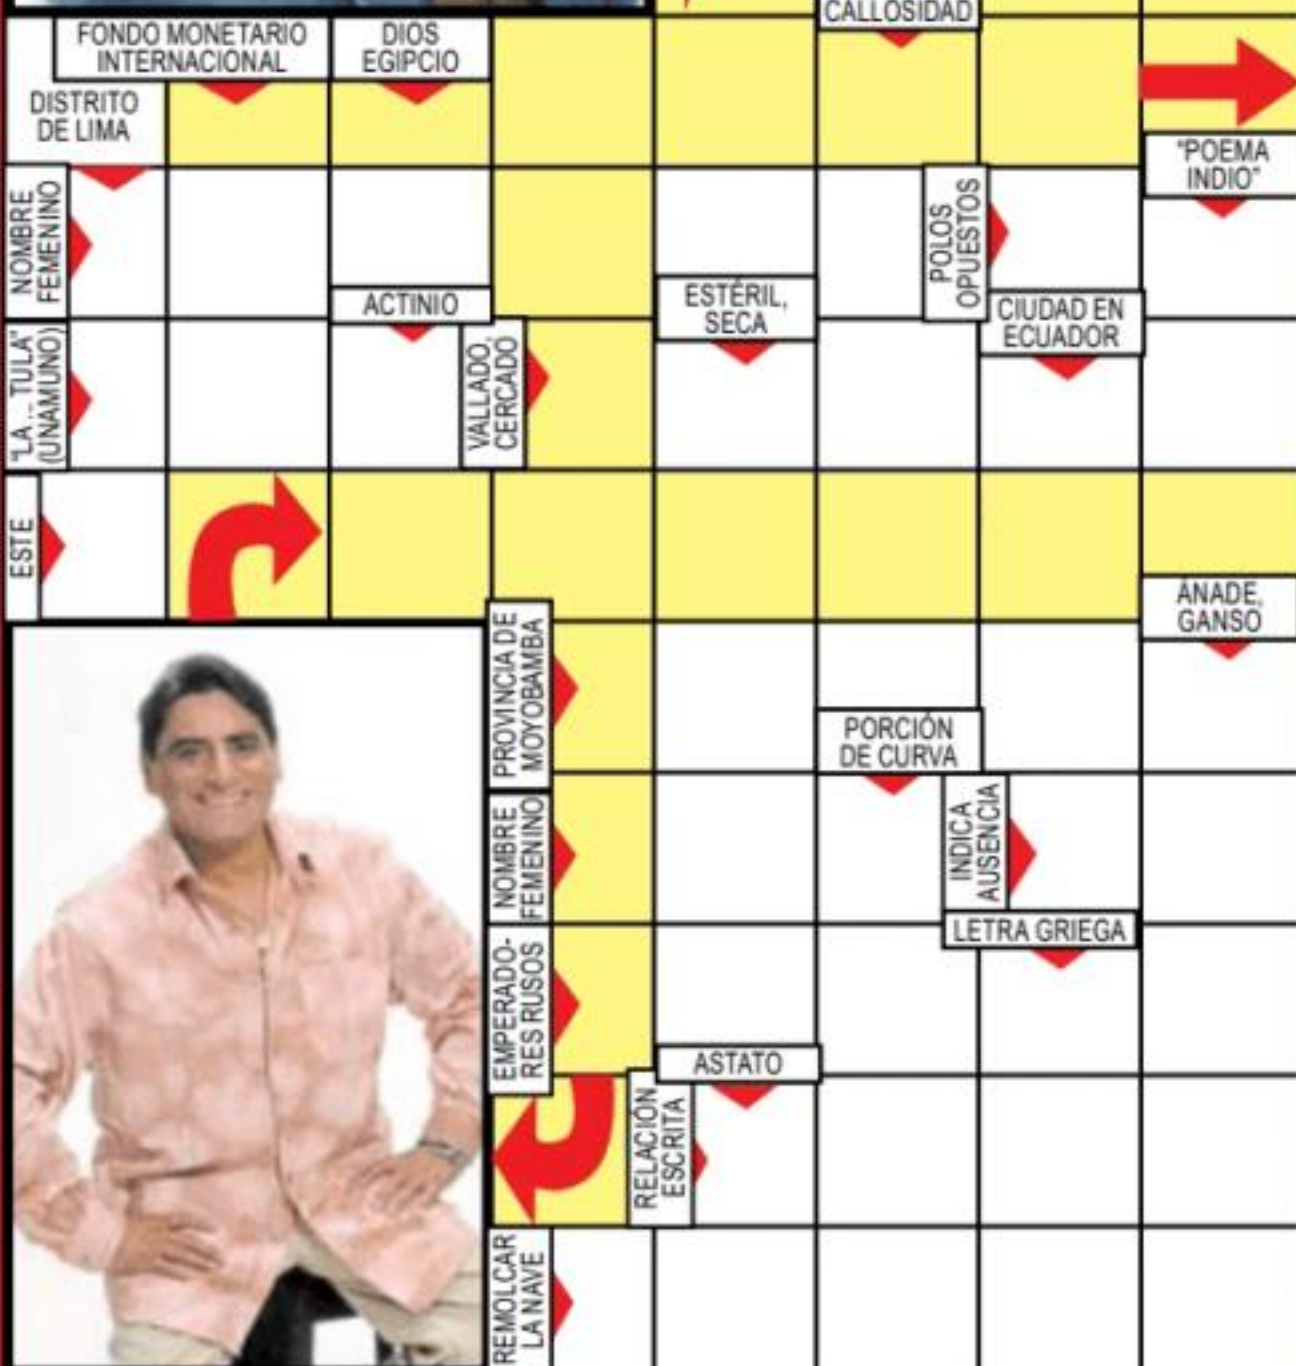 CALLOSIDAD
FONDO MONETARIO
INTERNACIONAL
DIOS
EGIPCIO
DISTRITO
DE LIMA
"POEMA
INDIO"
NOMBRE
FEMENINO
POLOS
OPUESTOS
ACTINIO
ESTÉRIL,
SECA
CIUDAD EN
ECUADOR
"LA ... TULA"
(UNAMUNO)
VALLADO,
CERCADO
ESTE
ÁNADE,
GANSO
PROVINCIA DE
MOYOBAMBA
PORCIÓN
DE CURVA
NOMBRE
FEMENINO
INDICA
AUSENCIA
LETRA GRIEGA
EMPERADO-
RES RUSOS
ASTATO
RELACIÓN
ESCRITA
REMOLCAR
LA NAVE